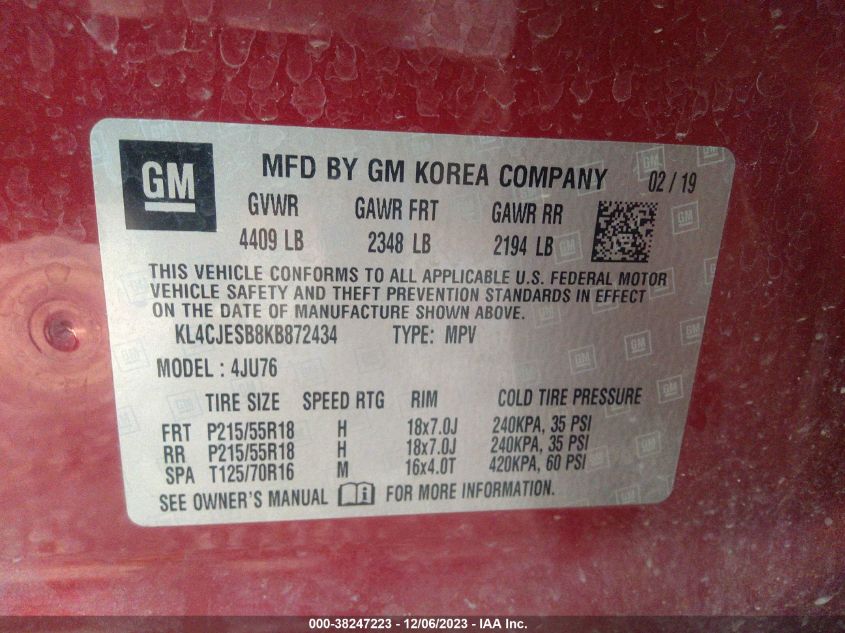 GM
MFD BY GM KOREA COMPANY 02 / 19
GVWR GAWR FRT GAWR RR
4409 LB 2348 LB 2194 LB
THIS VEHICLE CONFORMS TO ALL APPLICABLE U.S. FEDERAL MOTOR
VEHICLE SAFETY AND THEFT PREVENTION STANDARDS IN EFFECT
ON THE DATE OF MANUFACTURE SHOWN ABOVE.
KL4CJESB8KB872434 TYPE: MPV
MODEL : 4JU76
TIRE SIZE SPEED RTG RIM COLD TIRE PRESSURE
FRT P215/55R18 H 18x7.0J 240KPA, 35 PSI
RR P215/55R18 H 18x7.0J 240KPA, 35 PSI
SPA T125/70R16 M 16x4.0T 420KPA, 60 PSI
SEE OWNER'S MANUAL FOR MORE INFORMATION.
000-38247223 - 12/06/2023 - IAA Inc.